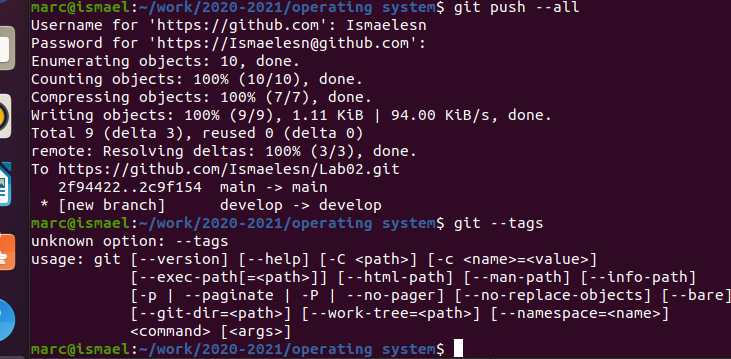 marc@ismael:~/work/2020-2021/operating system$ git push --all
Username for 'https://github.com': Ismaelesn
Password for 'https://Ismaelesn@github.com':
Enumerating objects: 10, done.
Counting objects: 100% (10/10), done.
Compressing objects: 100% (7/7), done.
Writing objects: 100% (9/9), 1.11 KiB | 94.00 KiB/s, done.
Total 9 (delta 3), reused 0 (delta 0)
remote: Resolving deltas: 100% (3/3), done.
To https://github.com/Ismaelesn/Lab02.git
   2f94422..2c9f154  main -> main
 * [new branch]      develop -> develop
marc@ismael:~/work/2020-2021/operating system$ git --tags
unknown option: --tags
usage: git [--version] [--help] [-C <path>] [-c <name>=<value>]
           [--exec-path[=<path>]] [--html-path] [--man-path] [--info-path]
           [-p | --paginate | -P | --no-pager] [--no-replace-objects] [--bare]
           [--git-dir=<path>] [--work-tree=<path>] [--namespace=<name>]
           <command> [<args>]
marc@ismael:~/work/2020-2021/operating system$